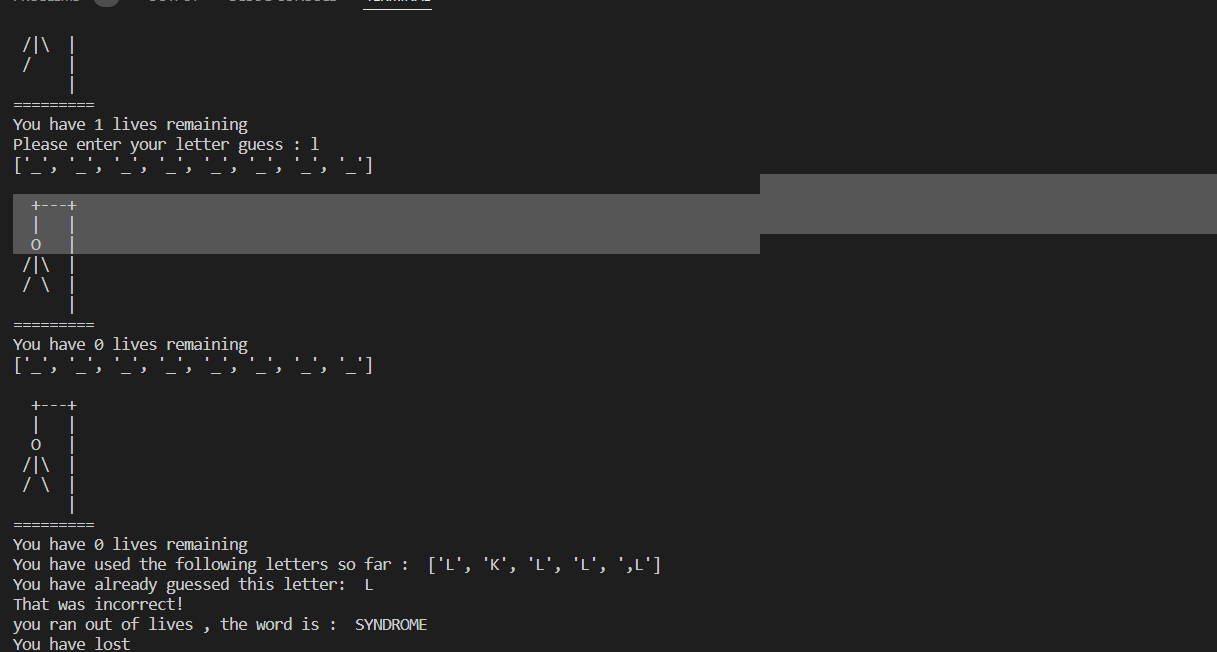 /|\  |
 /    |
      |
=========
You have 1 lives remaining
Please enter your letter guess : l
['_', '_', '_', '_', '_', '_', '_', '_']
  +---+
  |   |
  O   |
 /|\  |
 / \  |
      |
=========
You have 0 lives remaining
['_', '_', '_', '_', '_', '_', '_', '_']
  +---+
  |   |
  O   |
 /|\  |
 / \  |
      |
=========
You have 0 lives remaining
You have used the following letters so far :  ['L', 'K', 'L', 'L', ',L']
You have already guessed this letter:  L
That was incorrect!
you ran out of lives , the word is :  SYNDROME
You have lost